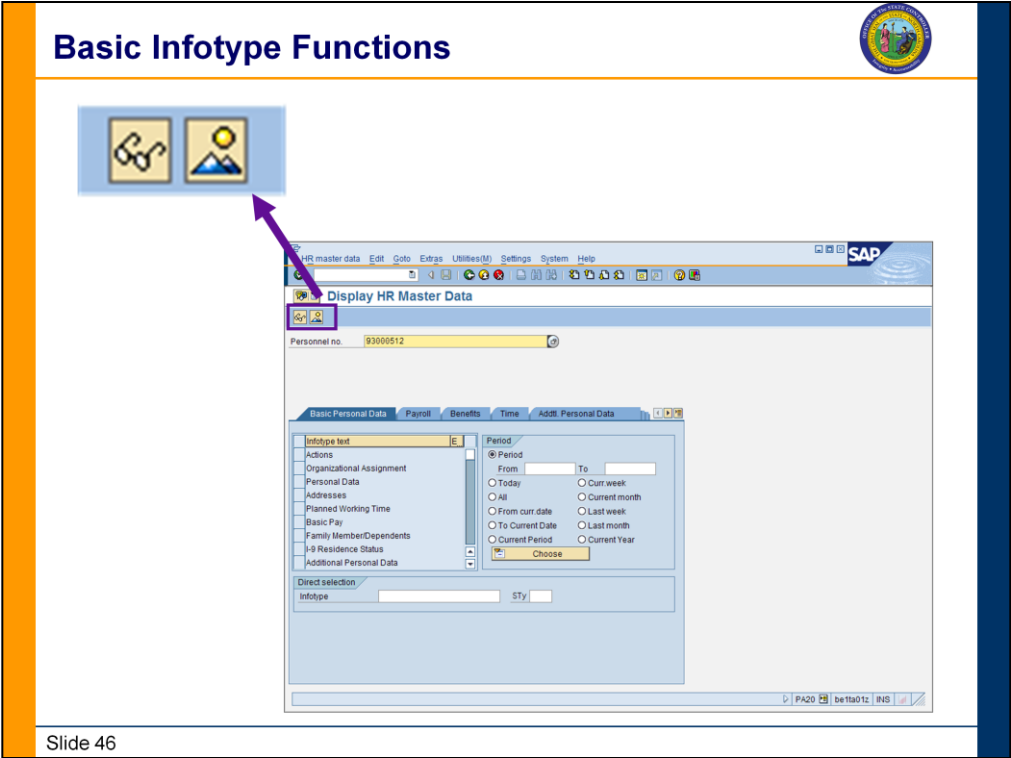 Basic Infotype Functions
HR master data Edit Goto Extras Utilities(M) Settings System Help
SAP
Display HR Master Data
Personnel no. 93000512
Basic Personal Data Payroll Benefits Time Addtl. Personal Data
Infotype text E..
Actions
Organizational Assignment
Personal Data
Addresses
Planned Working Time
Basic Pay
Family Member/Dependents
I-9 Residence Status
Additional Personal Data
Period
Period
From To
Today Curr.week
All Current month
From curr.date Last week
To Current Date Last month
Current Period Current Year
Choose
Direct selection
Infotype STy
PA20 be1ta01z INS
Slide 46